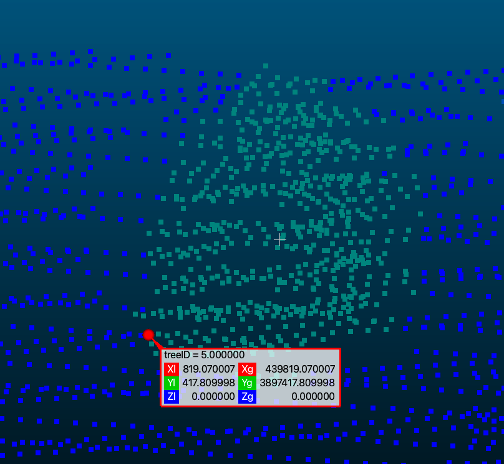 treeID = 5.000000
Xl 819.070007 Xg 439819.070007
Yl 417.809998 Yg 3897417.809998
Zl 0.000000 Zg 0.000000